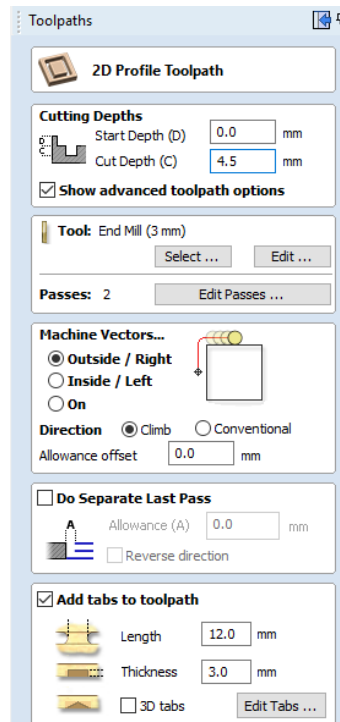 Toolpaths
2D Profile Toolpath
Cutting Depths
D
C
Start Depth (D) 0.0 mm
Cut Depth (C) 4.5 mm
Show advanced toolpath options
Tool: End Mill (3 mm)
Select ... Edit ...
Passes: 2 Edit Passes ...
Machine Vectors...
Outside / Right
Inside / Left
On
Direction Climb Conventional
Allowance offset 0.0 mm
Do Separate Last Pass
A Allowance (A) 0.0 mm
Reverse direction
Add tabs to toolpath
Length 12.0 mm
Thickness 3.0 mm
3D tabs Edit Tabs ...